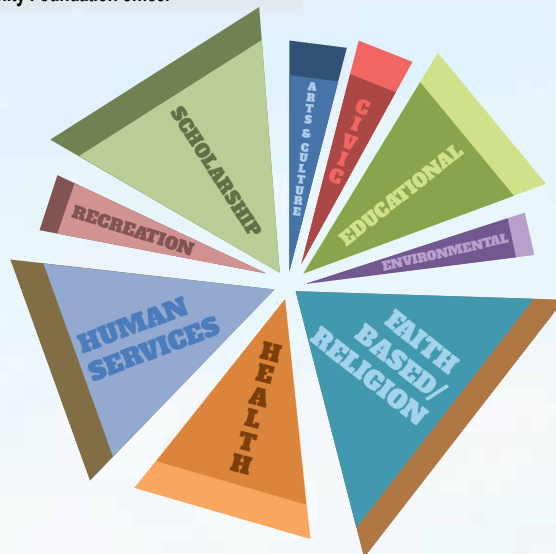 ARTS & CULTURE
CIVIC
EDUCATIONAL
ENVIRONMENTAL
FAITH
BASED/
RELIGION
HEALTH
HUMAN
SERVICES
RECREATION
SCHOLARSHIP